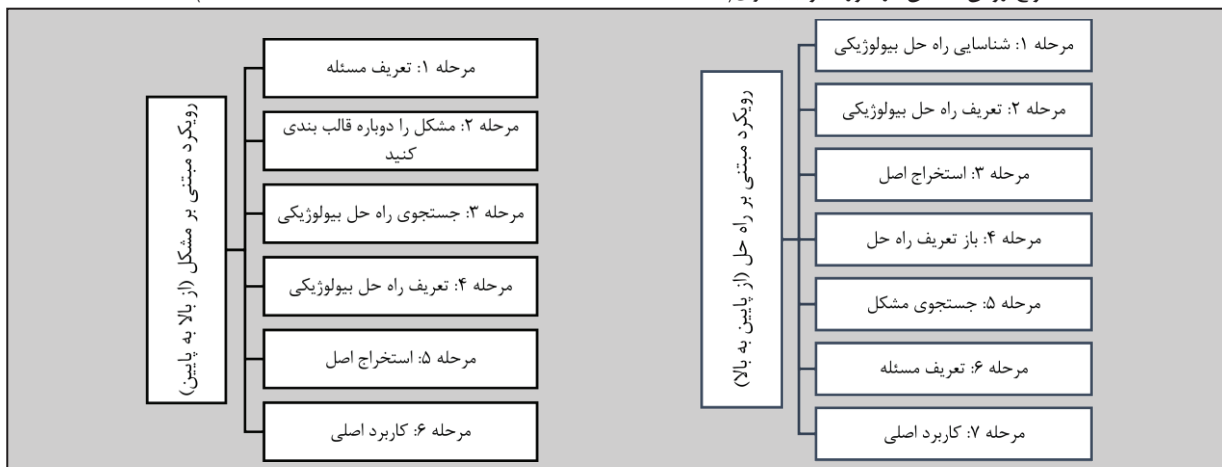 رویکرد مبتنی بر راه حل (از پایین به بالا)
مرحله ۱: شناسایی راه حل بیولوژیکی
مرحله ۲: تعریف راه حل بیولوژیکی
مرحله ۳: استخراج اصل
مرحله ۴: باز تعریف راه حل
مرحله ۵: جستجوی مشکل
مرحله ۶: تعریف مسئله
مرحله ۷: کاربرد اصلی
رویکرد مبتنی بر مشکل (از بالا به پایین)
مرحله ۱: تعریف مسئله
مرحله ۲: مشکل را دوباره قالب بندی
کنید
مرحله ۳: جستجوی راه حل بیولوژیکی
مرحله ۴: تعریف راه حل بیولوژیکی
مرحله ۵: استخراج اصل
مرحله ۶: کاربرد اصلی